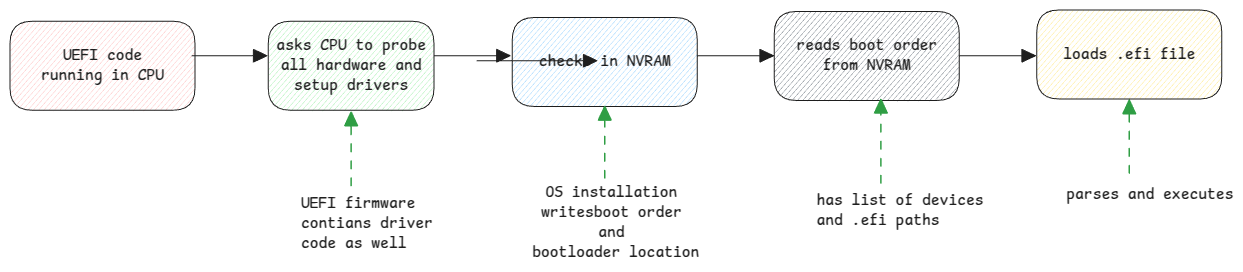 UEFI code
running in CPU
asks CPU to probe
all hardware and
setup drivers
checks in NVRAM
reads boot order
from NVRAM
loads .efi file
UEFI firmware
contians driver
code as well
OS installation
writesboot order
and
bootloader location
has list of devices
and .efi paths
parses and executes